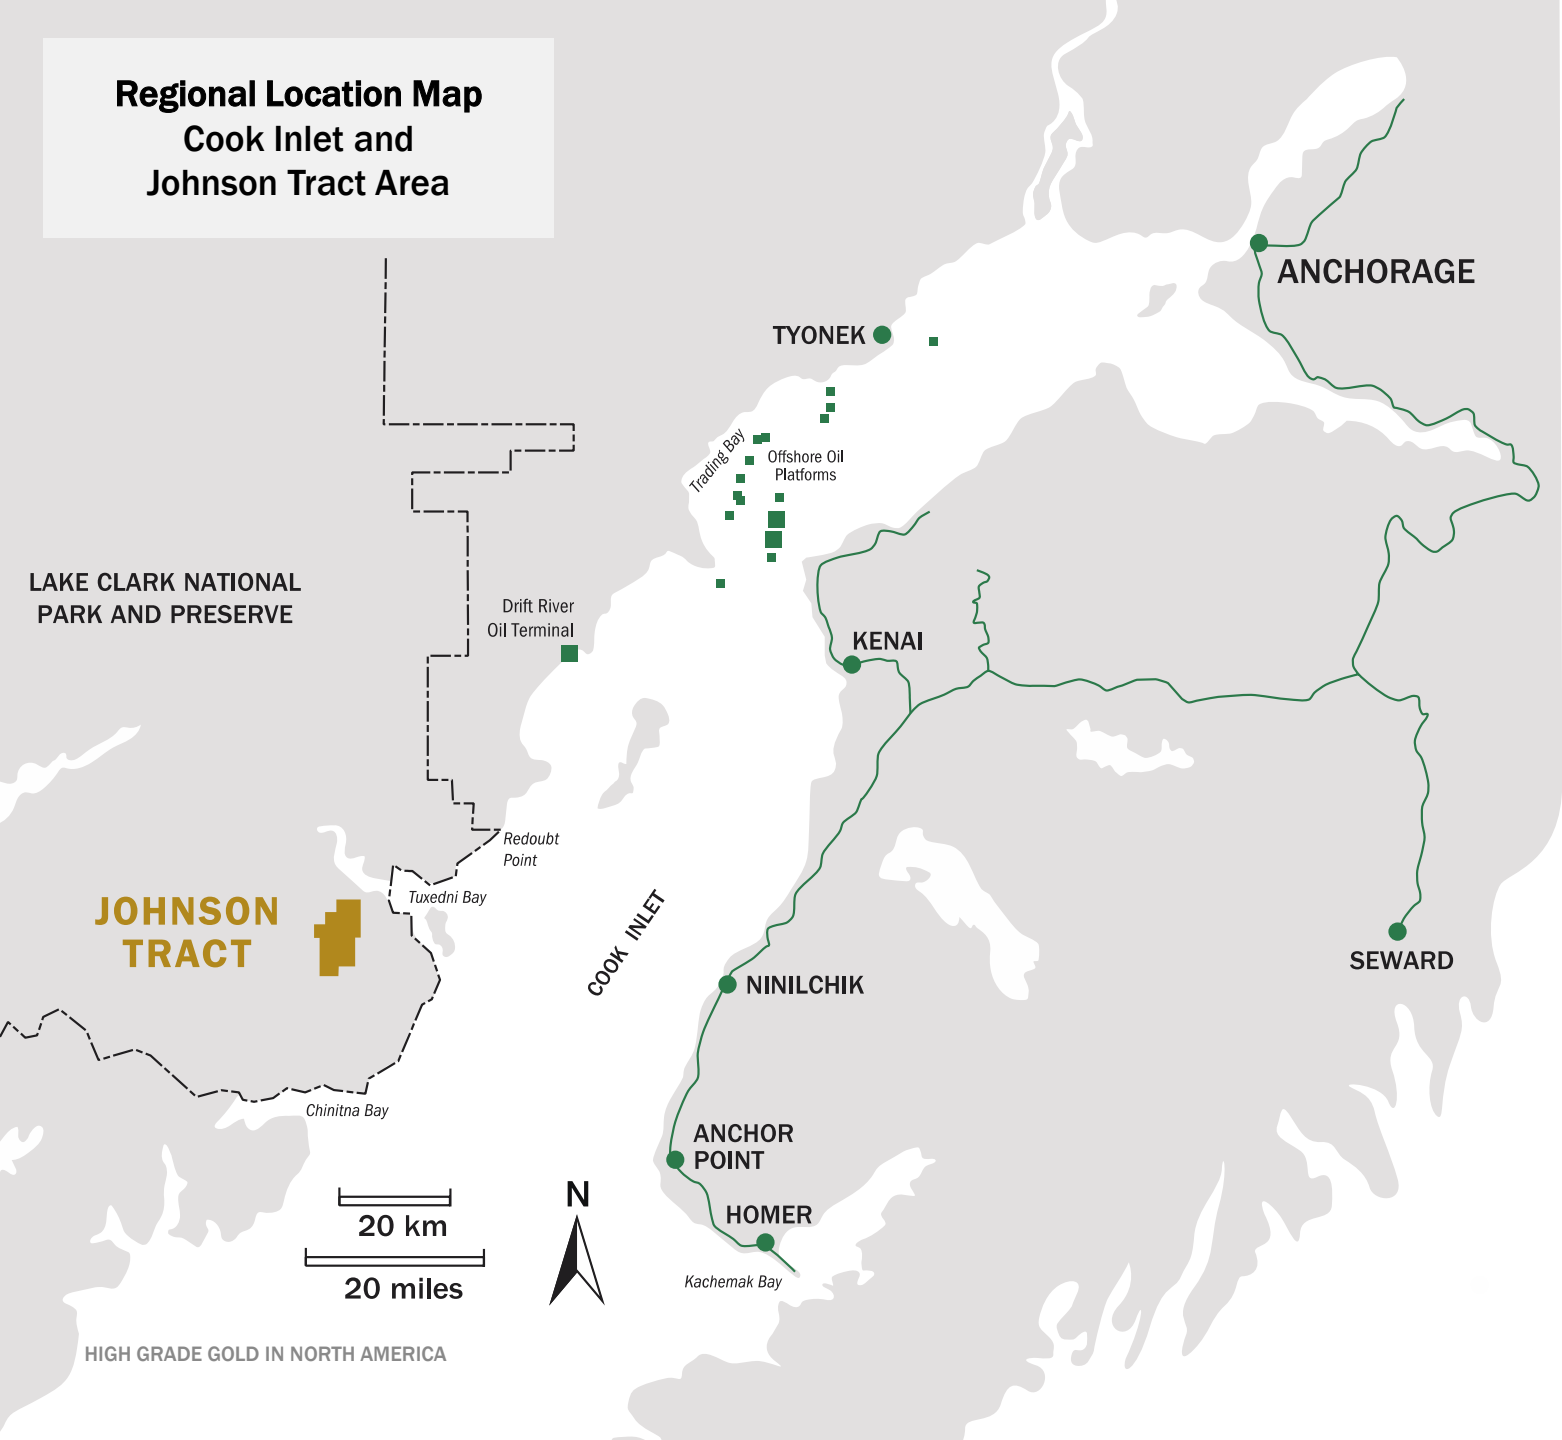 Regional Location Map
Cook Inlet and
Johnson Tract Area
ANCHORAGE
TYONEK
Trading Bay
Offshore Oil
Platforms
LAKE CLARK NATIONAL
PARK AND PRESERVE
Drift River
Oil Terminal
KENAI
Redoubt
Point
Tuxedni Bay
JOHNSON
TRACT
COOK INLET
SEWARD
NINILCHIK
Chinitna Bay
ANCHOR
POINT
N
20 km
HOMER
20 miles
Kachemak Bay
HIGH GRADE GOLD IN NORTH AMERICA